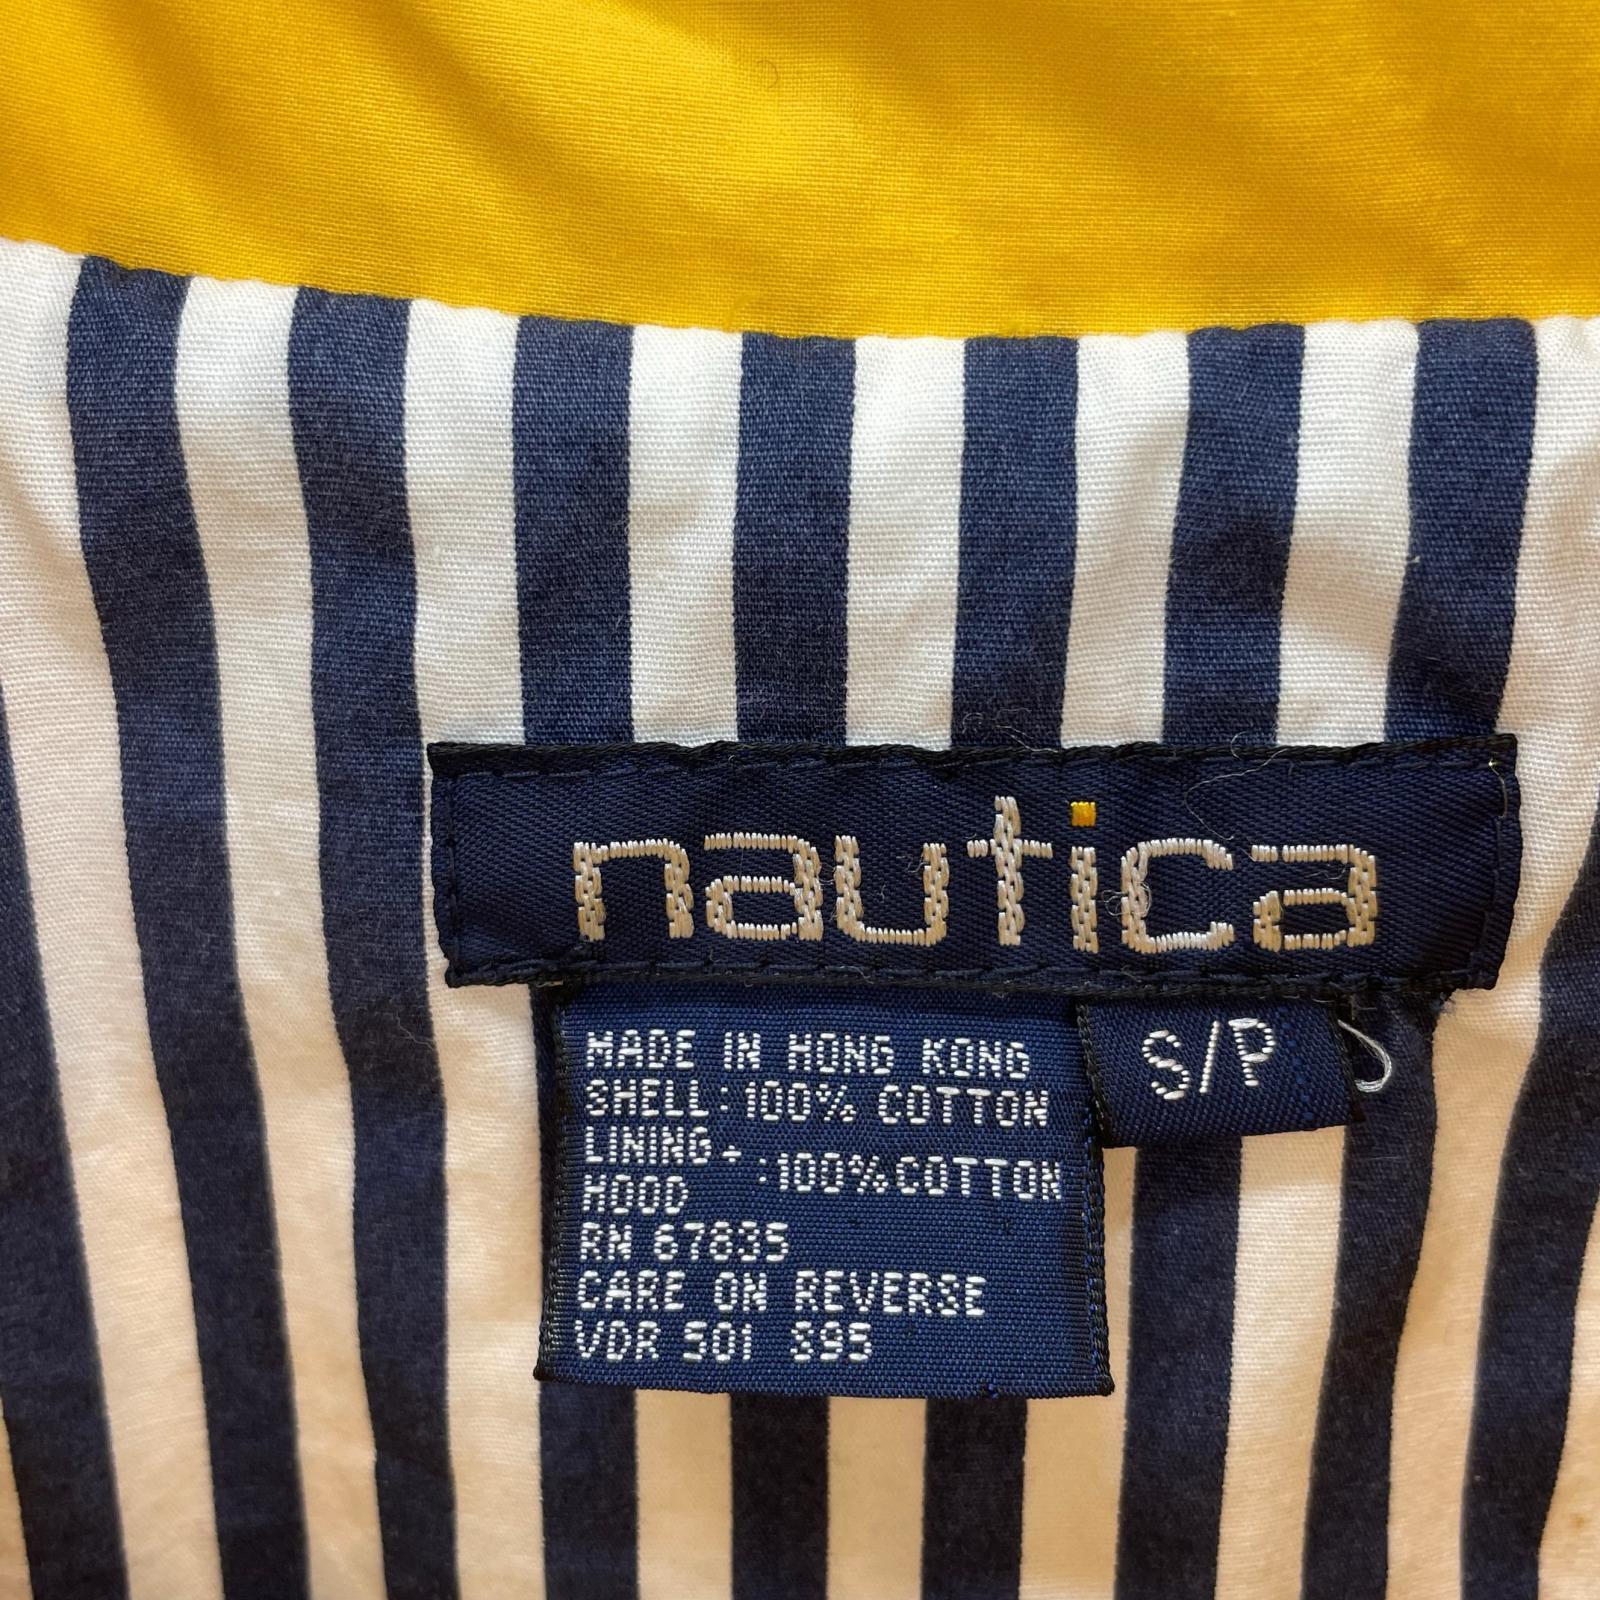 nautica
S/P
MADE IN HONG KONG
SHELL: 100% COTTON
LINING+
HOOD :100% COTTON
RN 67835
CARE ON REVERSE
VDR 501 S95